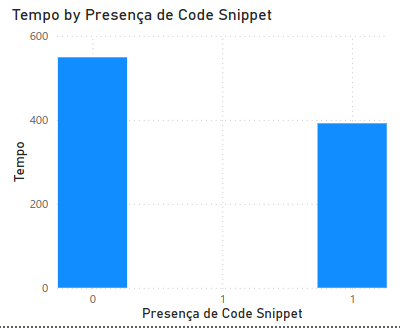 Tempo by Presença de Code Snippet
600
400
200
0
Tempo
0 1 1
Presença de Code Snippet